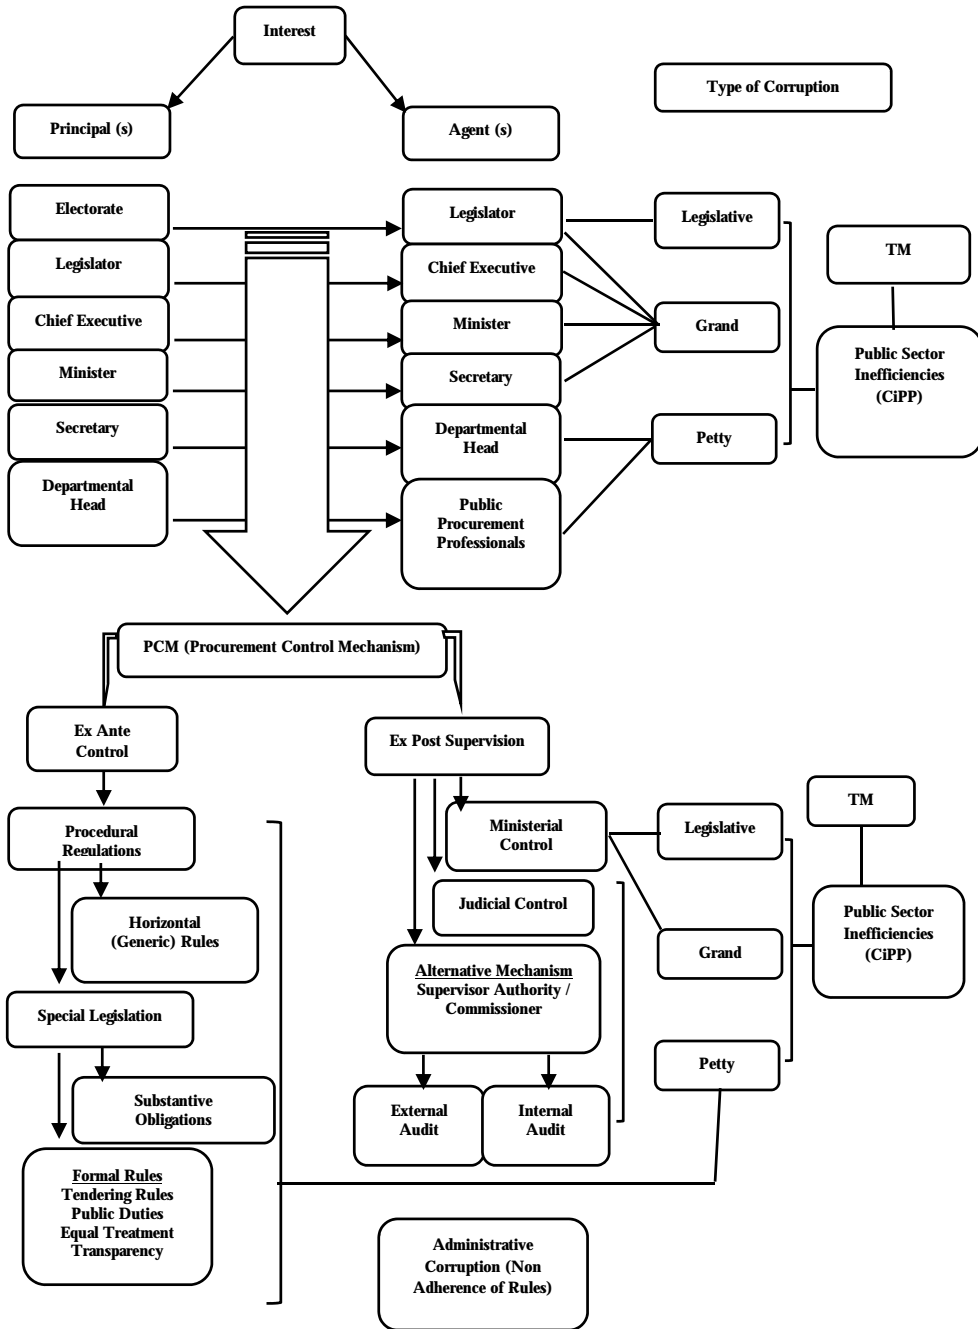 Interest
Type of Corruption
Principal (s)
Agent (s)
Electorate
Legislator
Chief Executive
Minister
Secretary
Departmental
Head
Legislator
Chief Executive
Minister
Secretary
Departmental
Head
Public
Procurement
Professionals
Legislative
Grand
Petty
TM
Public Sector
Inefficiencies
(CiPP)
PCM (Procurement Control Mechanism)
Ex Ante
Control
Ex Post Supervision
Procedural
Regulations
Horizontal
(Generic) Rules
Special Legislation
Substantive
Obligations
Formal Rules
Tendering Rules
Public Duties
Equal Treatment
Transparency
Ministerial
Control
Judicial Control
Alternative Mechanism
Supervisor Authority /
Commissioner
External
Audit
Internal
Audit
Legislative
Grand
Petty
TM
Public Sector
Inefficiencies
(CiPP)
Administrative
Corruption (Non
Adherence of Rules)